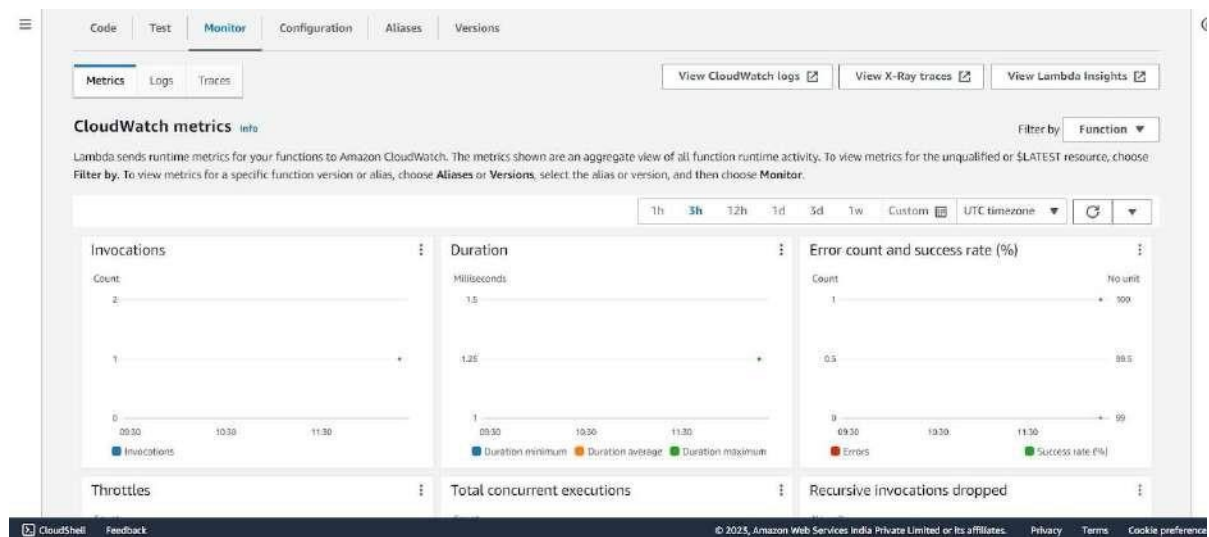 Code Test Monitor Configuration Aliases Versions
Metrics Logs Traces View CloudWatch logs View X-Ray traces View Lambda Insights
CloudWatch metrics Info Filter by Function
Lambda sends runtime metrics for your functions to Amazon CloudWatch. The metrics shown are an aggregate view of all function runtime activity. To view metrics for the unqualified or $LATEST resource, choose
Filter by. To view metrics for a specific function version or alias, choose Aliases or Versions, select the alias or version, and then choose Monitor.
1h 3h 12h 1d 3d 1w Custom UTC timezone
Invocations
Count
2
1
0
09:30 10:30 11:30
Invocations
Duration
Milliseconds
1.5
1.25
1
09:30 10:30 11:30
Duration minimum Duration average Duration maximum
Error count and success rate (%)
Count No unit
1 100
0.5 99.5
0 99
09:30 10:30 11:30
Errors Success rate (%)
Throttles Total concurrent executions Recursive invocations dropped
CloudShell Feedback © 2023, Amazon Web Services India Private Limited or its affiliates. Privacy Terms Cookie preference